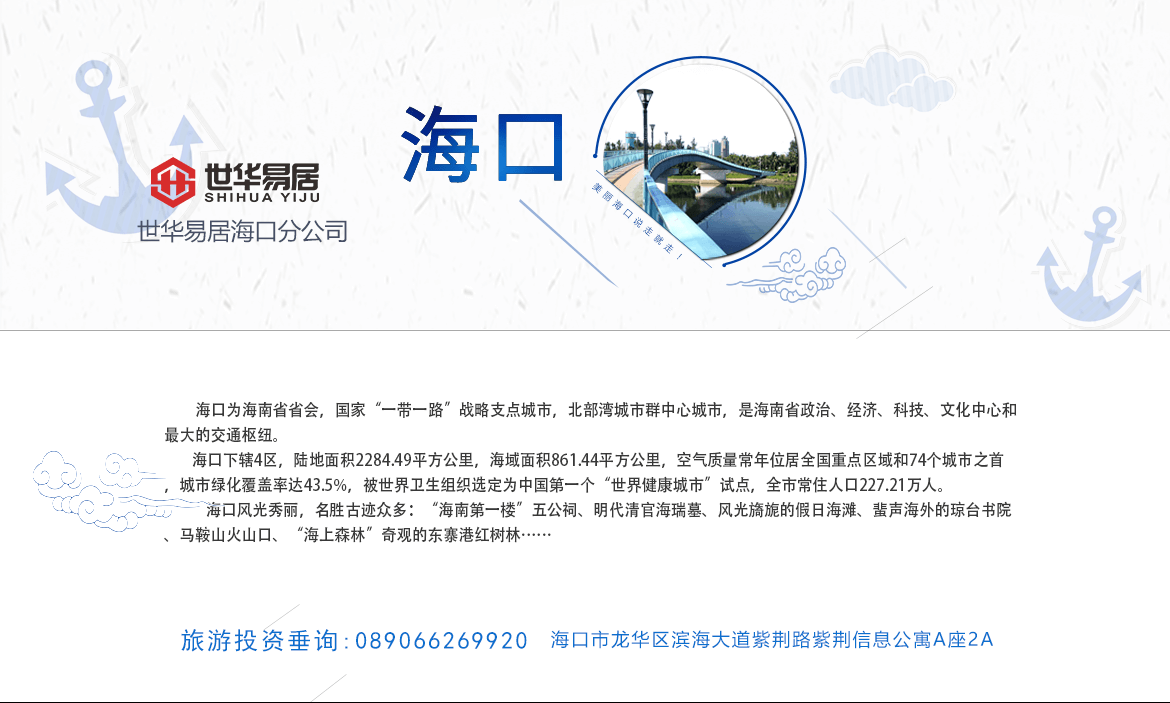 世华易居
SHIHUA YIJU
世华易居海口分公司
海口
美丽海口说走就走！
海口为海南省省会，国家“一带一路”战略支点城市，北部湾城市群中心城市，是海南省政治、经济、科技、文化中心和
最大的交通枢纽。
海口下辖4区，陆地面积2284.49平方公里，海域面积861.44平方公里，空气质量常年位居全国重点区域和74个城市之首
，城市绿化覆盖率达43.5%，被世界卫生组织选定为中国第一个“世界健康城市”试点，全市常住人口227.21万人。
海口风光秀丽，名胜古迹众多：“海南第一楼”五公祠、明代清官海瑞墓、风光旖旎的假日海滩、蜚声海外的琼台书院
、马鞍山火山口、“海上森林”奇观的东寨港红树林……
旅游投资垂询:089066269920 海口市龙华区滨海大道紫荆路紫荆信息公寓A座2A